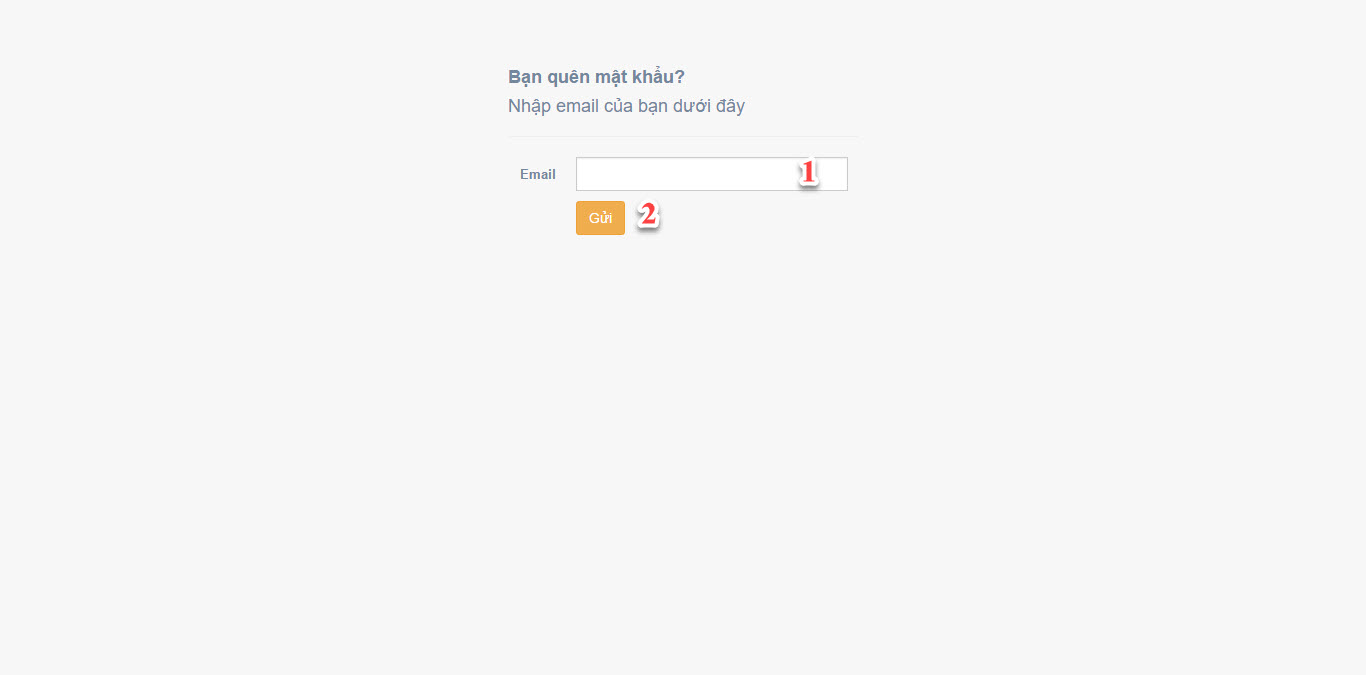 Bạn quên mật khẩu?
Nhập email của bạn dưới đây
Email
1
Gửi
2